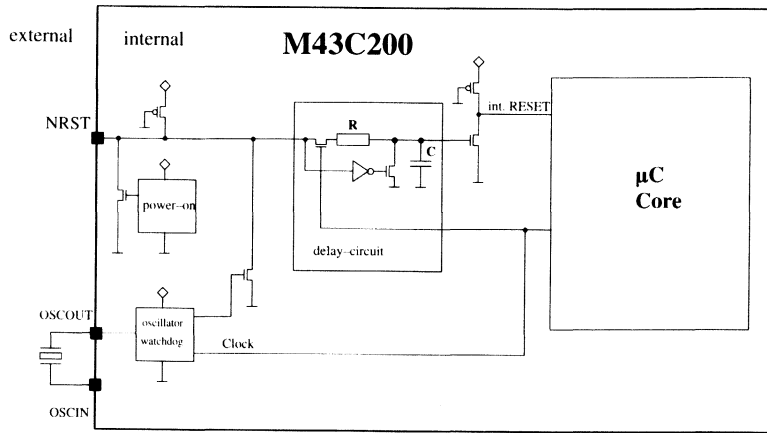 external
internal
M43C200
NRST
R
int. RESET
C
µC
Core
power-on
delay-circuit
OSCOUT
oscillator
watchdog
Clock
OSCIN